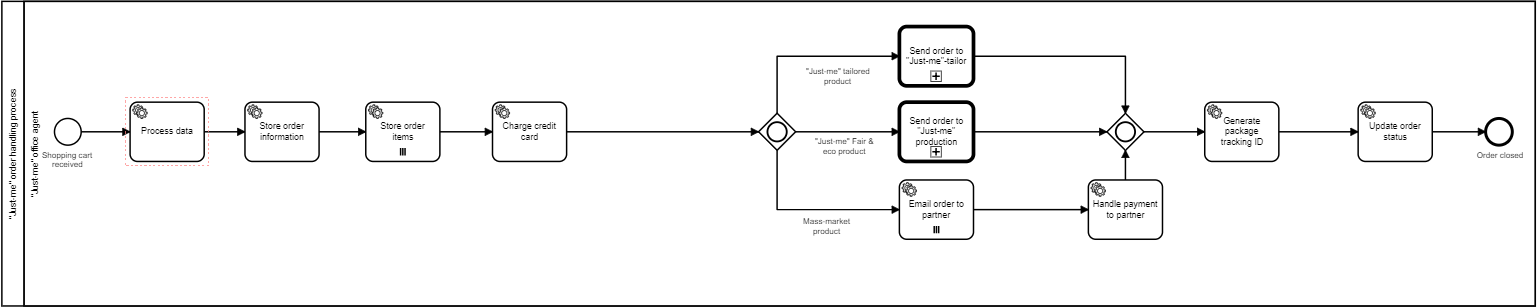 "Just-me" order handling process
"Just-me" office agent
Shopping cart
received
Process data
Store order
information
Store order
items
Charge credit
card
"Just-me" tailored
product
"Just-me" Fair &
eco product
Mass-market
product
Send order to
"Just-me"-tailor
Send order to
"Just-me"
production
Email order to
partner
Handle payment
to partner
Generate
package
tracking ID
Update order
status
Order closed